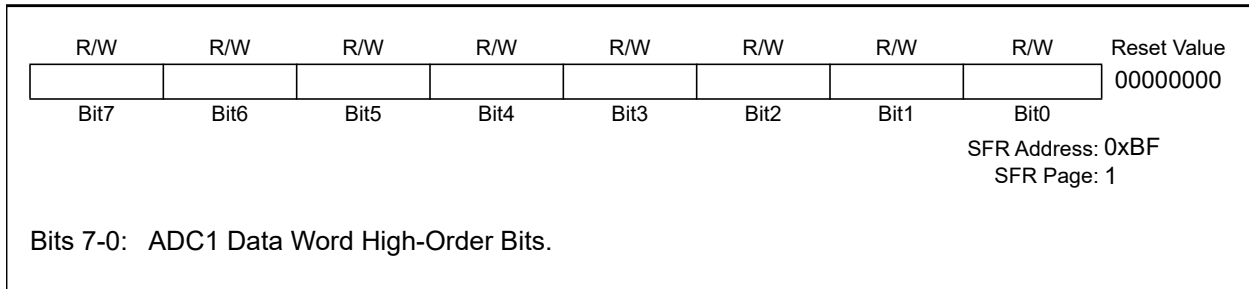 R/W R/W R/W R/W R/W R/W R/W R/W Reset Value
00000000
Bit7 Bit6 Bit5 Bit4 Bit3 Bit2 Bit1 Bit0
SFR Address: 0xBF
SFR Page: 1
Bits 7-0: ADC1 Data Word High-Order Bits.